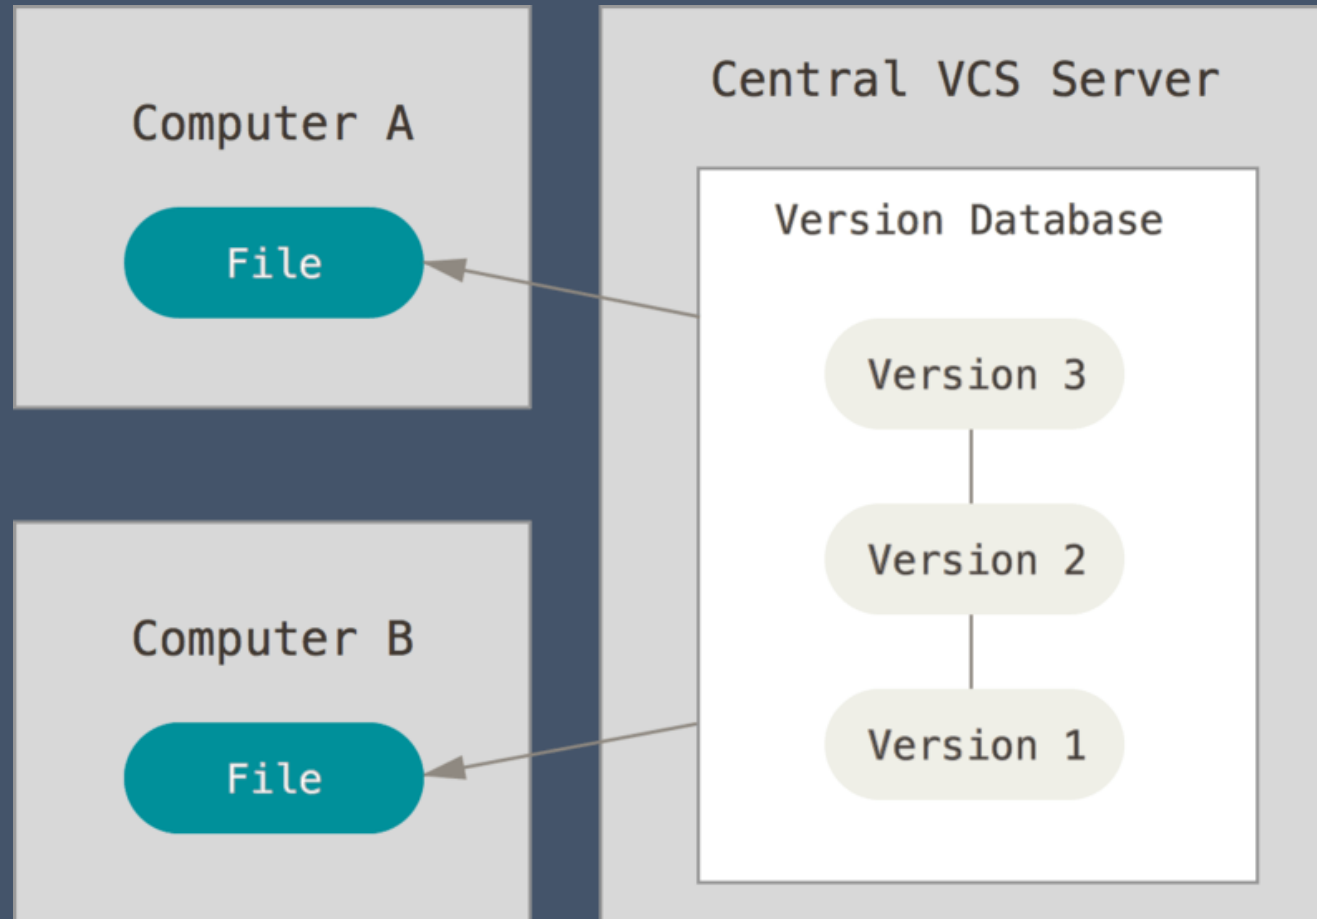 Computer A
File
Computer B
File
Central VCS Server
Version Database
Version 3
Version 2
Version 1